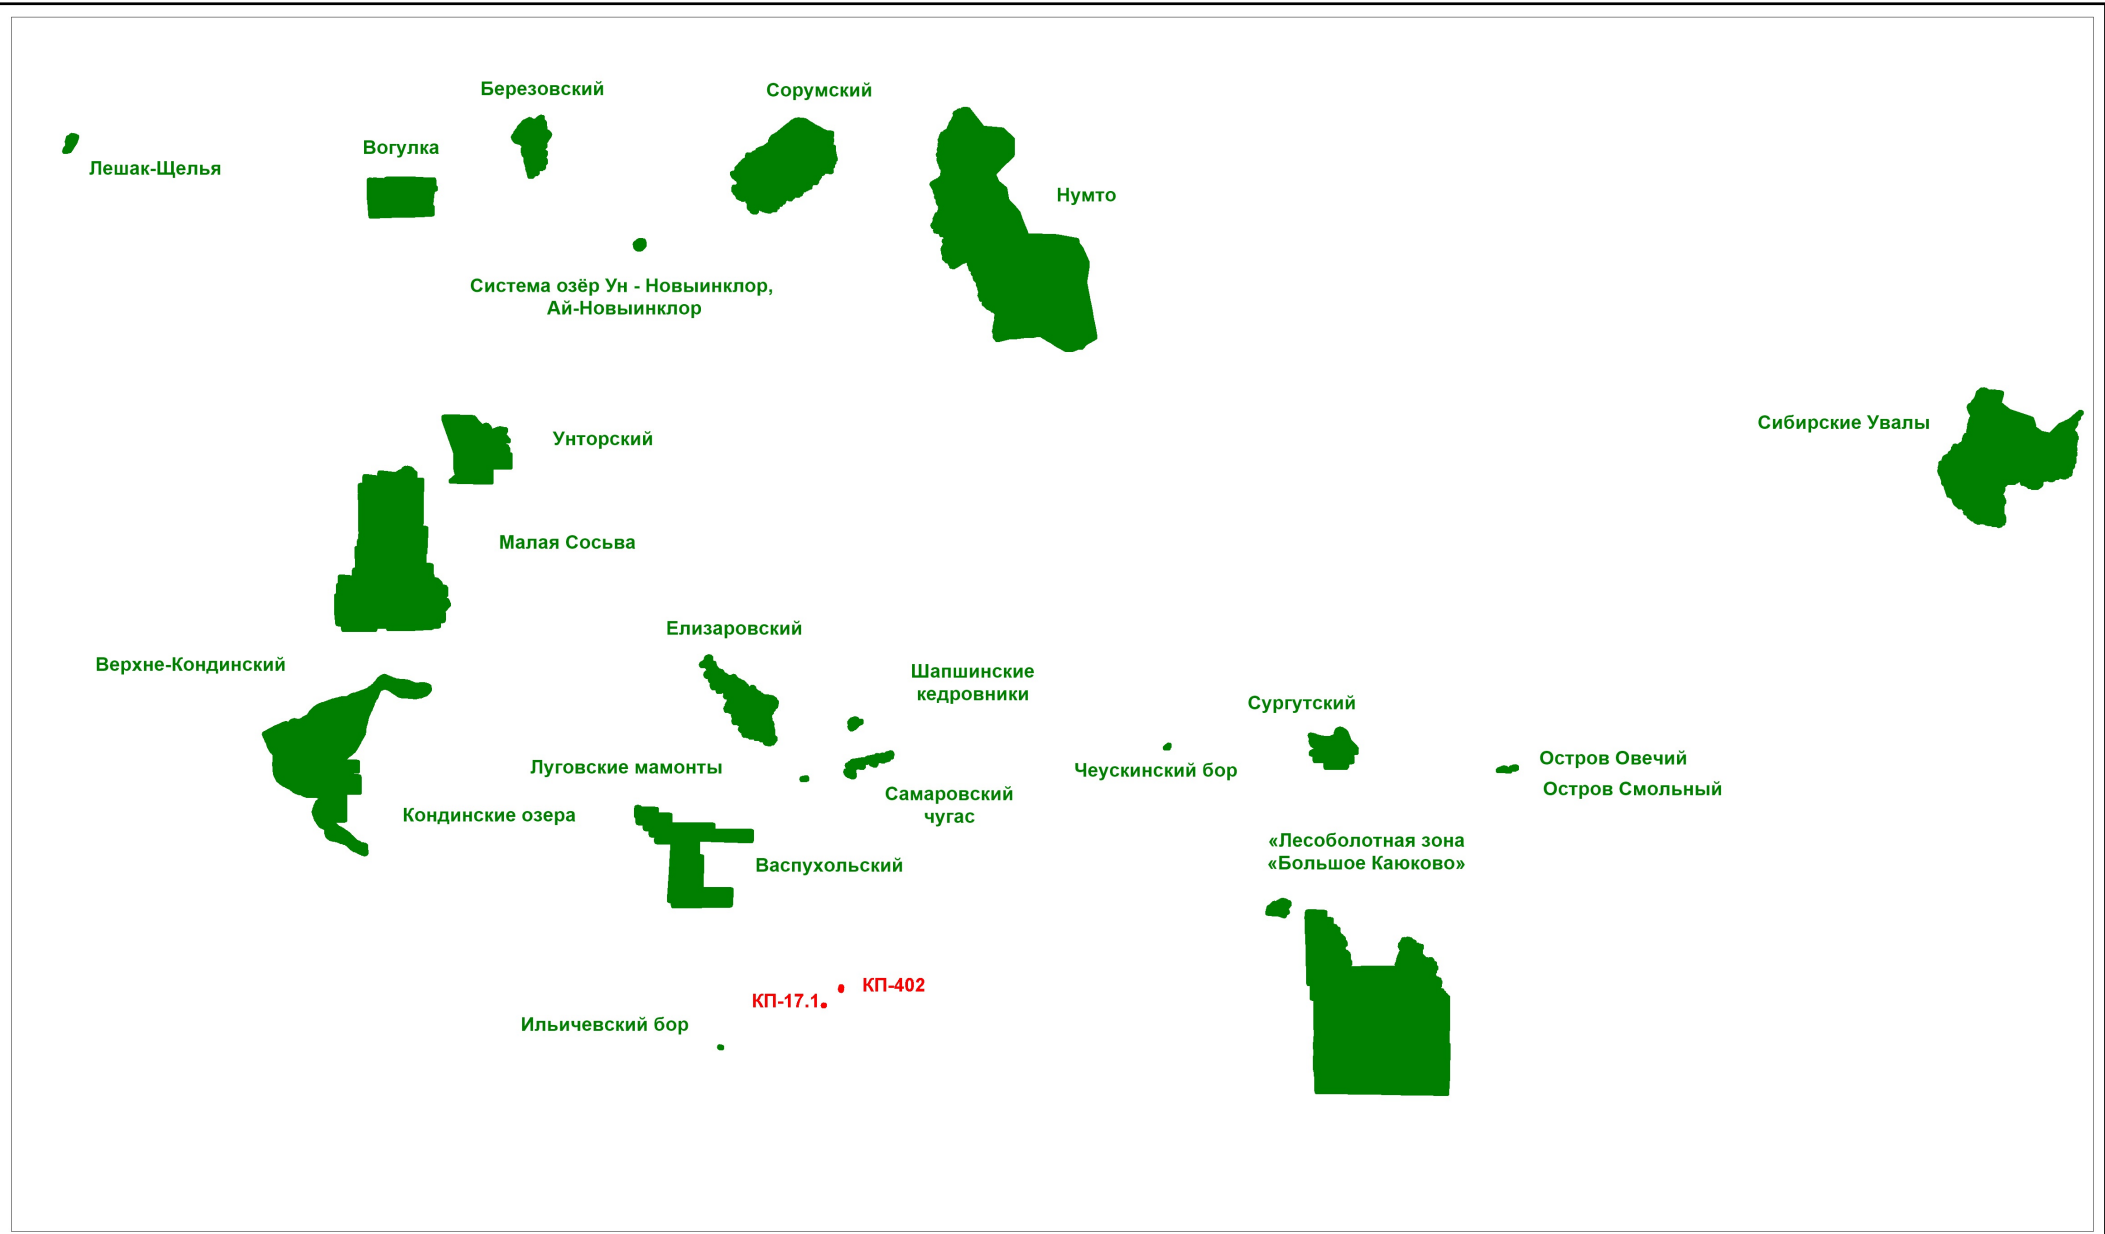 Березовский
Сорумский
Вогулка
Лешак-Щелья
Нумто
Система озёр Ун - Новыинклор,
Ай-Новыинклор
Сибирские Увалы
Унторский
Малая Сосьва
Елизаровский
Верхне-Кондинский
Шапшинские
кедровники
Сургутский
Остров Овечий
Луговские мамонты
Чеускинский бор
Остров Смольный
Самаровский
чугас
Кондинские озера
«Лесоболотная зона
«Большое Каюково»
Васпухольский
КП-402
КП-17.1
Ильичевский бор